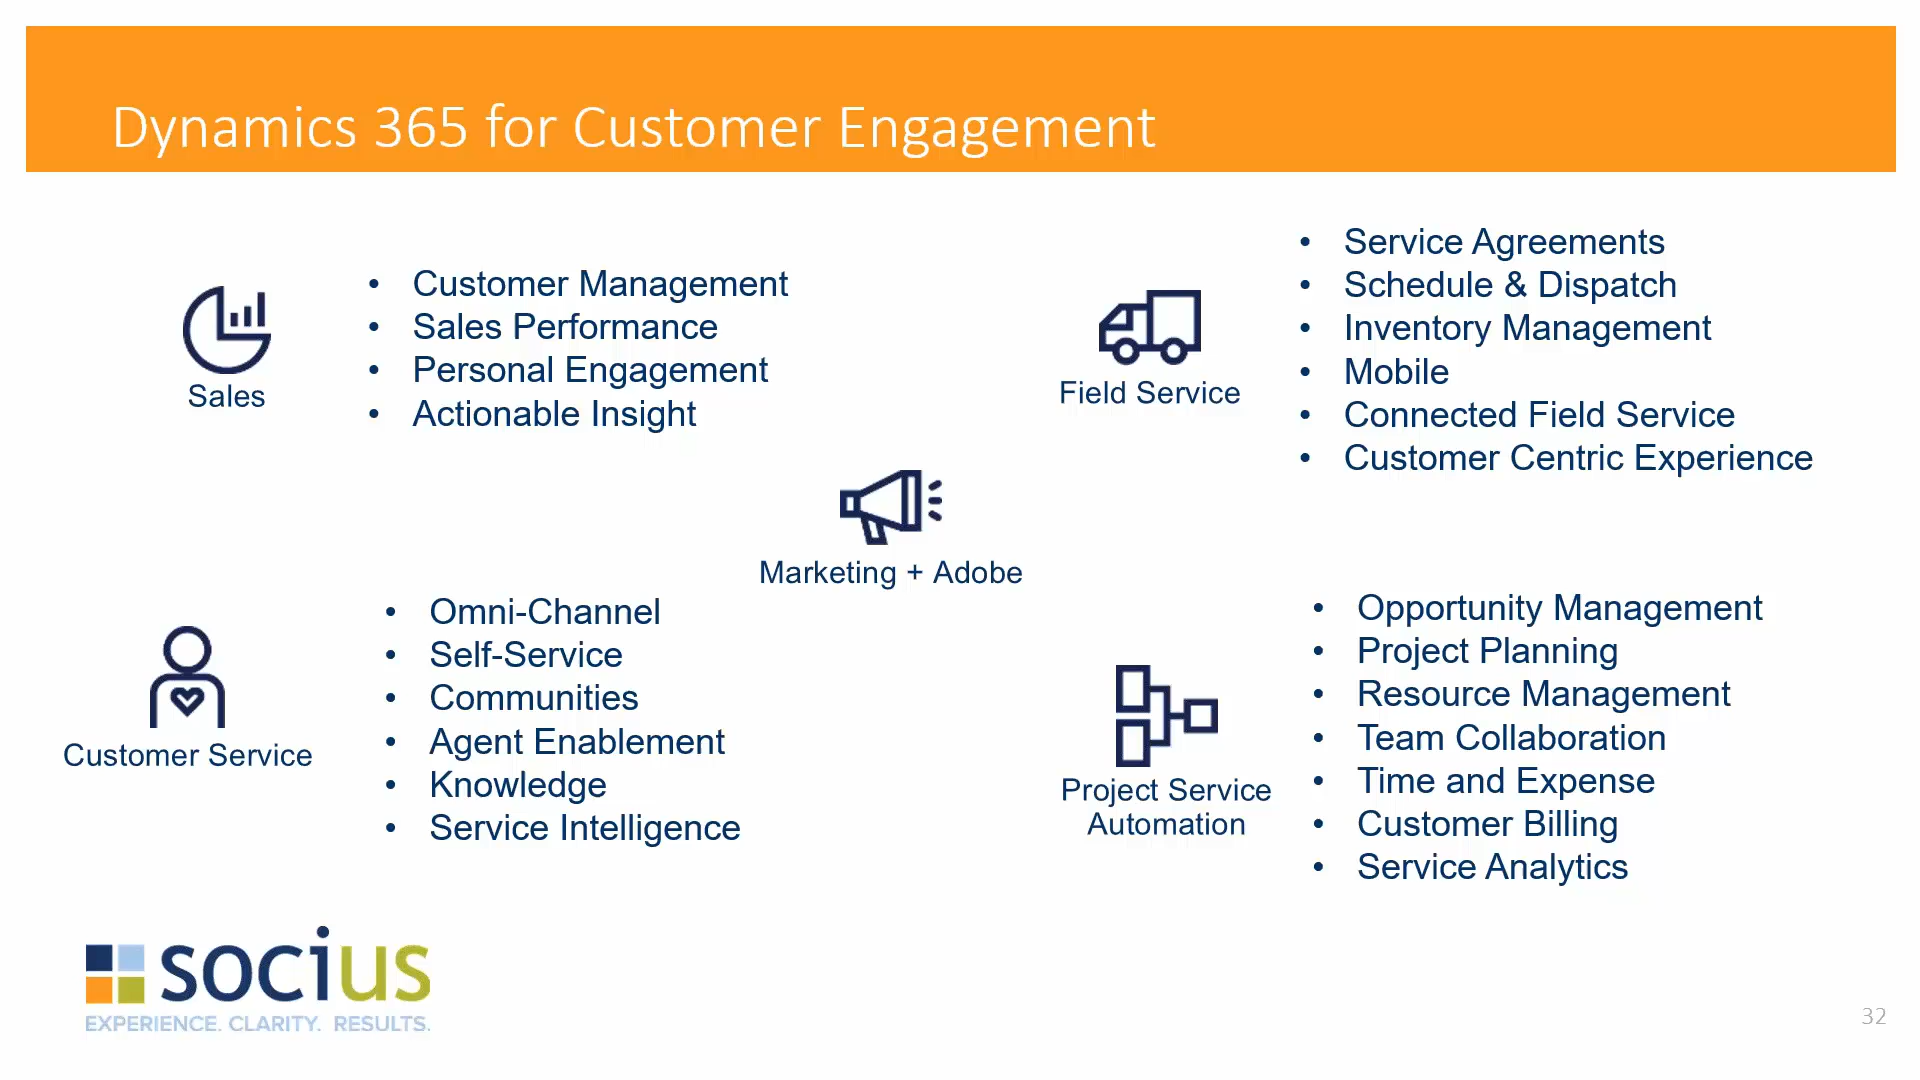 Dynamics 365 for Customer Engagement
Sales
• Customer Management
• Sales Performance
• Personal Engagement
• Actionable Insight
Field Service
• Service Agreements
• Schedule & Dispatch
• Inventory Management
• Mobile
• Connected Field Service
• Customer Centric Experience
Marketing + Adobe
Customer Service
• Omni-Channel
• Self-Service
• Communities
• Agent Enablement
• Knowledge
• Service Intelligence
Project Service
Automation
• Opportunity Management
• Project Planning
• Resource Management
• Team Collaboration
• Time and Expense
• Customer Billing
• Service Analytics
socius
EXPERIENCE. CLARITY. RESULTS.
32